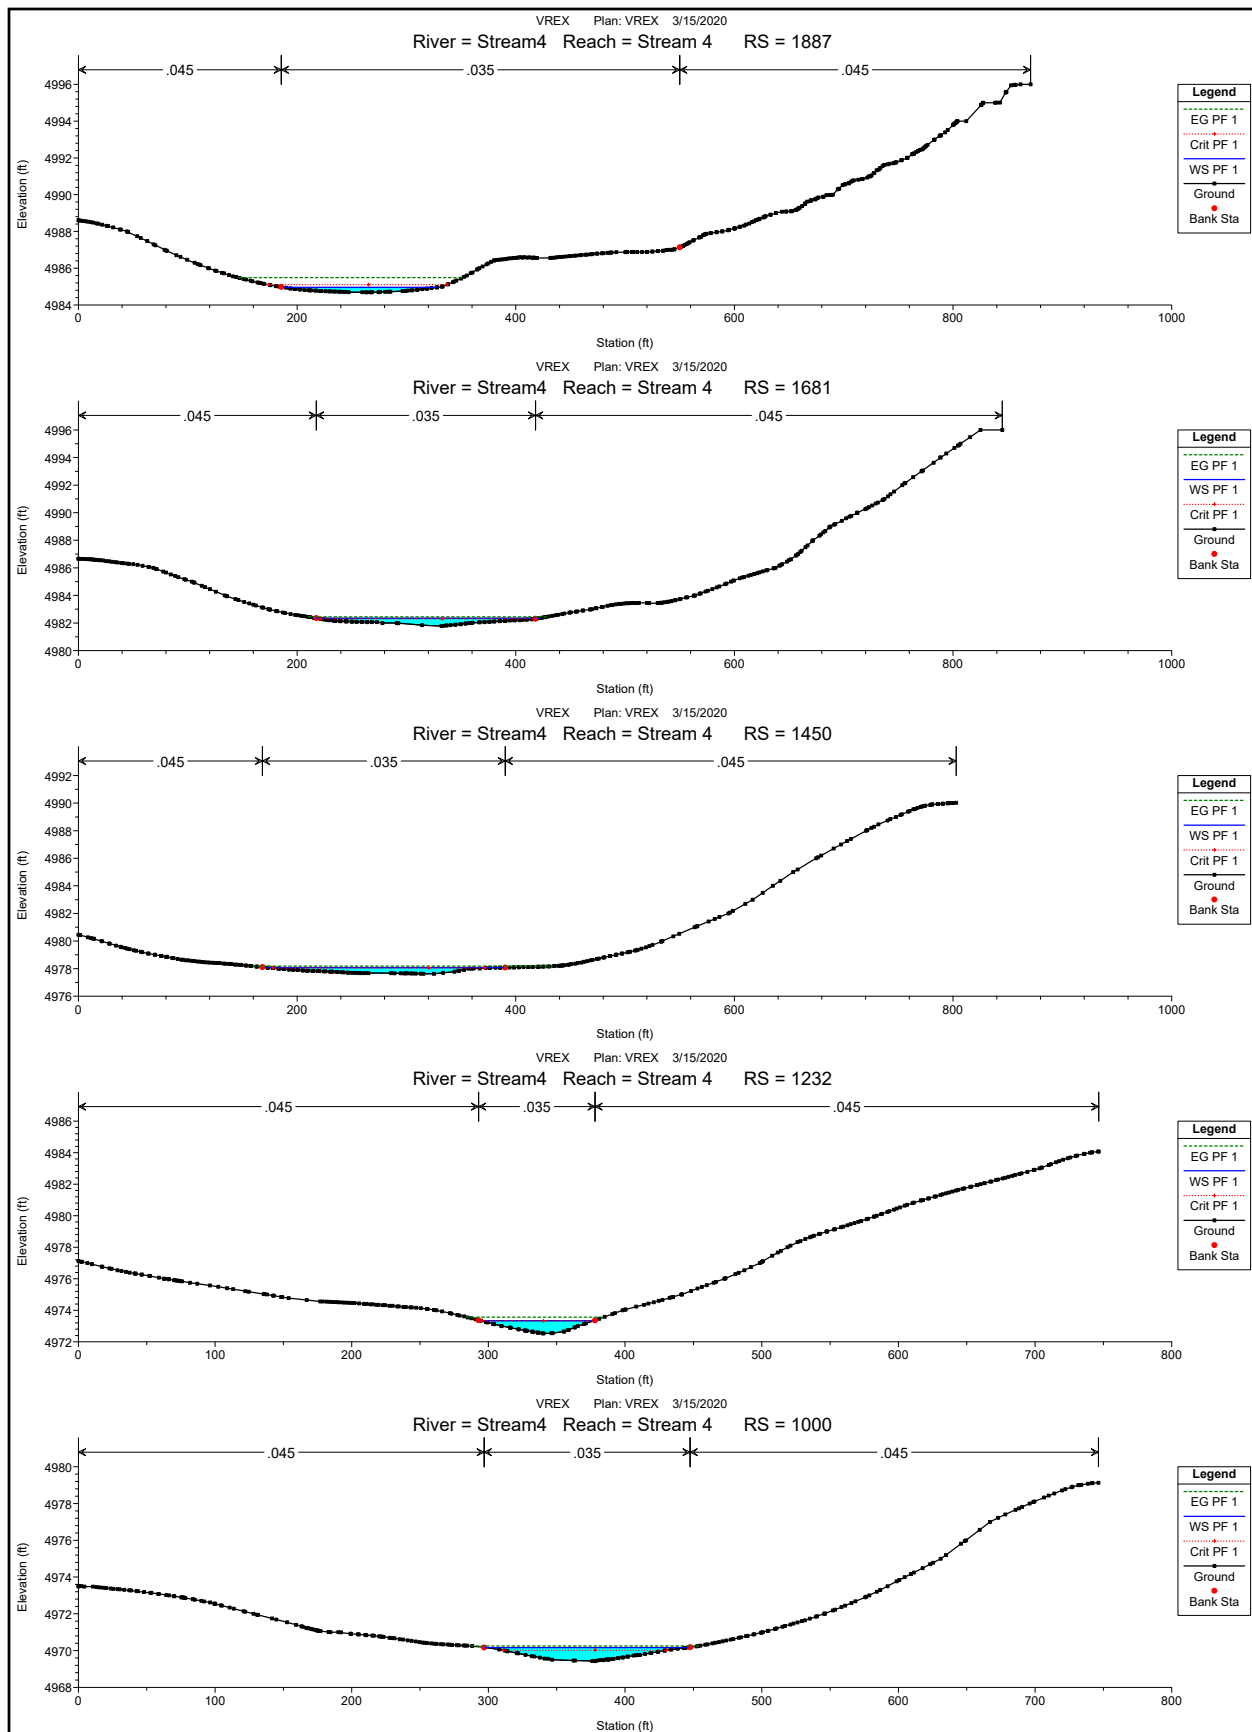 VREX Plan: VREX 3/15/2020
River = Stream4 Reach = Stream 4 RS = 1887
.045 .035 .045
4996
4994
4992
4990
4988
4986
4984
Elevation (ft)
0 200 400 600 800 1000
Station (ft)
Legend
EG PF 1
Crit PF 1
WS PF 1
Ground
Bank Sta
VREX Plan: VREX 3/15/2020
River = Stream4 Reach = Stream 4 RS = 1681
.045 .035 .045
4996
4994
4992
4990
4988
4986
4984
4982
4980
Elevation (ft)
0 200 400 600 800 1000
Station (ft)
Legend
EG PF 1
WS PF 1
Crit PF 1
Ground
Bank Sta
VREX Plan: VREX 3/15/2020
River = Stream4 Reach = Stream 4 RS = 1450
.045 .035 .045
4992
4990
4988
4986
4984
4982
4980
4978
4976
Elevation (ft)
0 200 400 600 800 1000
Station (ft)
Legend
EG PF 1
WS PF 1
Crit PF 1
Ground
Bank Sta
VREX Plan: VREX 3/15/2020
River = Stream4 Reach = Stream 4 RS = 1232
.045 .035 .045
4986
4984
4982
4980
4978
4976
4974
4972
Elevation (ft)
0 100 200 300 400 500 600 700 800
Station (ft)
Legend
EG PF 1
WS PF 1
Crit PF 1
Ground
Bank Sta
VREX Plan: VREX 3/15/2020
River = Stream4 Reach = Stream 4 RS = 1000
.045 .035 .045
4980
4978
4976
4974
4972
4970
4968
Elevation (ft)
0 100 200 300 400 500 600 700 800
Station (ft)
Legend
EG PF 1
WS PF 1
Crit PF 1
Ground
Bank Sta